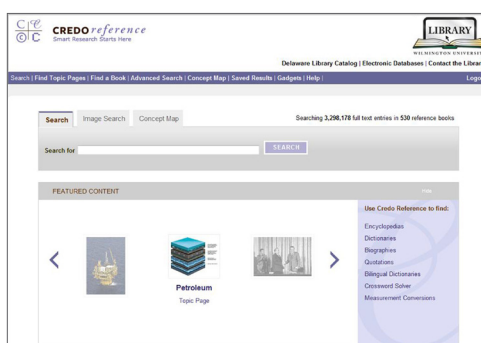 CREDO reference
Smart Research Starts Here
LIBRARY
WILMINGTON UNIVERSI
Delaware Library Catalog | Electronic Databases | Contact the Librar
Search | Find Topic Pages | Find a Book | Advanced Search | Concept Map | Saved Results | Gadgets | Help |
Logo
Search
Image Search
Concept Map
Searching 3,298,178 full text entries in 530 reference books
Search for
SEARCH
FEATURED CONTENT
Hide
Use Credo Reference to find:
Encyclopedias
Dictionaries
Biographies
Quotations
Bilingual Dictionaries
Crossword Solver
Measurement Conversions
Petroleum
Topic Page